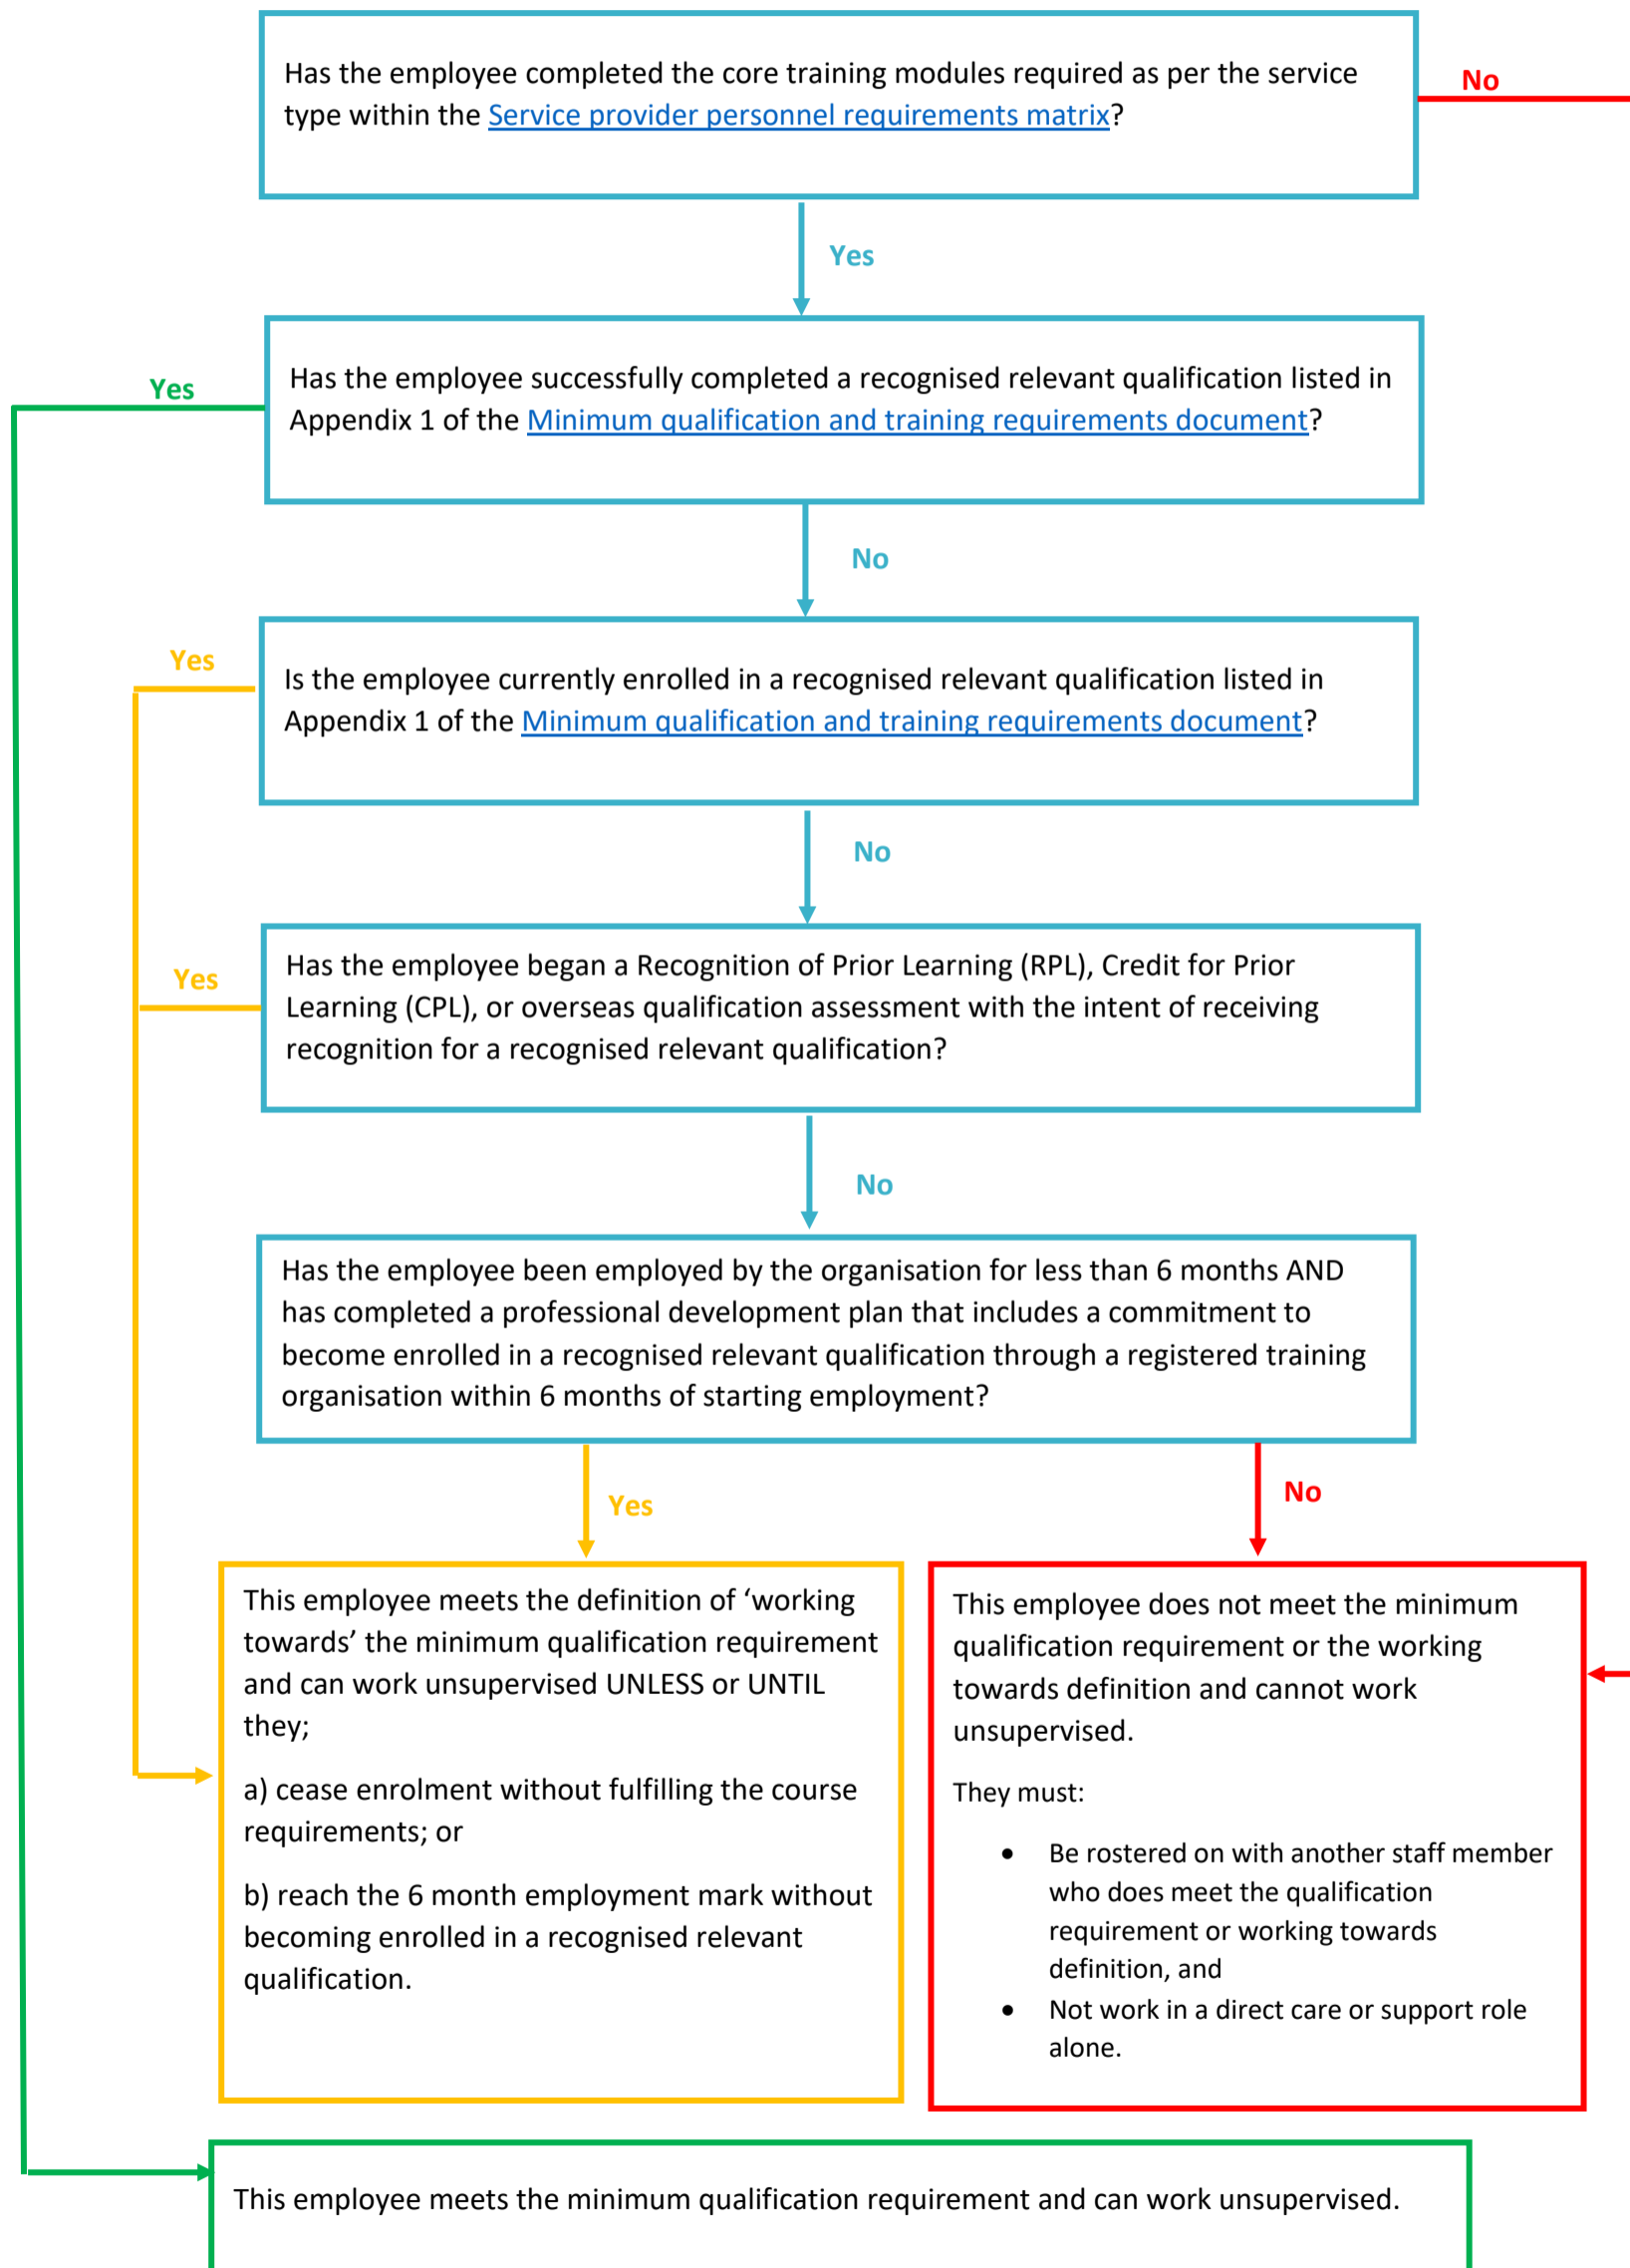 Has the employee completed the core training modules required as per the service
type within the Service provider personnel requirements matrix?
No
Yes
Yes
Has the employee successfully completed a recognised relevant qualification listed in
Appendix 1 of the Minimum qualification and training requirements document?
No
Yes
Is the employee currently enrolled in a recognised relevant qualification listed in
Appendix 1 of the Minimum qualification and training requirements document?
No
Yes
Has the employee began a Recognition of Prior Learning (RPL), Credit for Prior
Learning (CPL), or overseas qualification assessment with the intent of receiving
recognition for a recognised relevant qualification?
No
Has the employee been employed by the organisation for less than 6 months AND
has completed a professional development plan that includes a commitment to
become enrolled in a recognised relevant qualification through a registered training
organisation within 6 months of starting employment?
Yes
No
This employee meets the definition of ‘working
towards’ the minimum qualification requirement
and can work unsupervised UNLESS or UNTIL
they;
a) cease enrolment without fulfilling the course
requirements; or
b) reach the 6 month employment mark without
becoming enrolled in a recognised relevant
qualification.
This employee does not meet the minimum
qualification requirement or the working
towards definition and cannot work
unsupervised.
They must:
• Be rostered on with another staff member
who does meet the qualification
requirement or working towards
definition, and
• Not work in a direct care or support role
alone.
This employee meets the minimum qualification requirement and can work unsupervised.